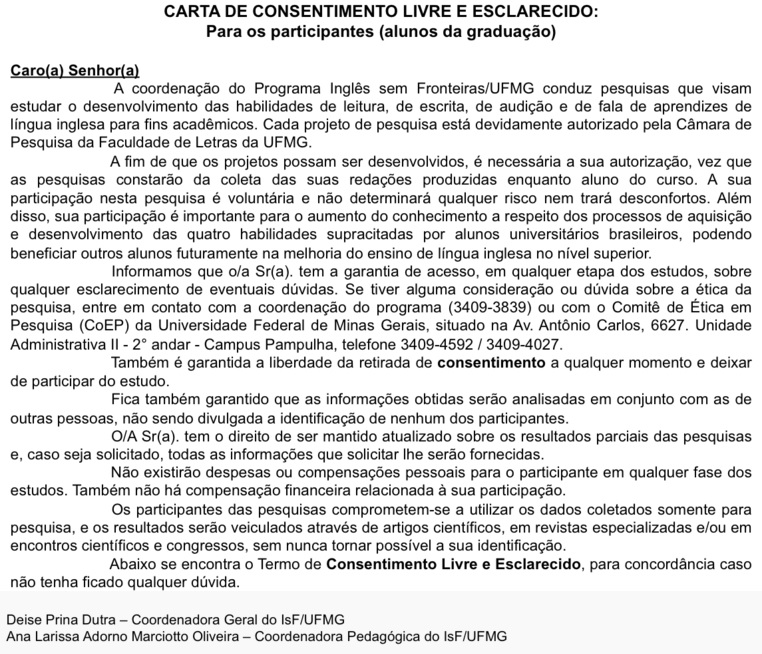 CARTA DE CONSENTIMENTO LIVRE E ESCLARECIDO:
Para os participantes (alunos da graduação)
Caro(a) Senhor(a)
A coordenação do Programa Inglês sem Fronteiras/UFMG conduz pesquisas que visam
estudar o desenvolvimento das habilidades de leitura, de escrita, de audição e de fala de aprendizes de
língua inglesa para fins acadêmicos. Cada projeto de pesquisa está devidamente autorizado pela Câmara de
Pesquisa da Faculdade de Letras da UFMG.
A fim de que os projetos possam ser desenvolvidos, é necessária a sua autorização, vez que
as pesquisas constarão da coleta das suas redações produzidas enquanto aluno do curso. A sua
participação nesta pesquisa é voluntária e não determinará qualquer risco nem trará desconfortos. Além
disso, sua participação é importante para o aumento do conhecimento a respeito dos processos de aquisição
e desenvolvimento das quatro habilidades supracitadas por alunos universitários brasileiros, podendo
beneficiar outros alunos futuramente na melhoria do ensino de língua inglesa no nível superior.
Informamos que o/a Sr(a). tem a garantia de acesso, em qualquer etapa dos estudos, sobre
qualquer esclarecimento de eventuais dúvidas. Se tiver alguma consideração ou dúvida sobre a ética da
pesquisa, entre em contato com a coordenação do programa (3409-3839) ou com o Comitê de Ética em
Pesquisa (CoEP) da Universidade Federal de Minas Gerais, situado na Av. Antônio Carlos, 6627. Unidade
Administrativa II - 2° andar - Campus Pampulha, telefone 3409-4592 / 3409-4027.
Também é garantida a liberdade da retirada de consentimento a qualquer momento e deixar
de participar do estudo.
Fica também garantido que as informações obtidas serão analisadas em conjunto com as de
outras pessoas, não sendo divulgada a identificação de nenhum dos participantes.
O/A Sr(a). tem o direito de ser mantido atualizado sobre os resultados parciais das pesquisas
e, caso seja solicitado, todas as informações que solicitar lhe serão fornecidas.
Não existirão despesas ou compensações pessoais para o participante em qualquer fase dos
estudos. Também não há compensação financeira relacionada à sua participação.
Os participantes das pesquisas comprometem-se a utilizar os dados coletados somente para
pesquisa, e os resultados serão veiculados através de artigos científicos, em revistas especializadas e/ou em
encontros científicos e congressos, sem nunca tornar possível a sua identificação.
Abaixo se encontra o Termo de Consentimento Livre e Esclarecido, para concordância caso
não tenha ficado qualquer dúvida.
Deise Prina Dutra – Coordenadora Geral do IsF/UFMG
Ana Larissa Adorno Marciotto Oliveira – Coordenadora Pedagógica do IsF/UFMG